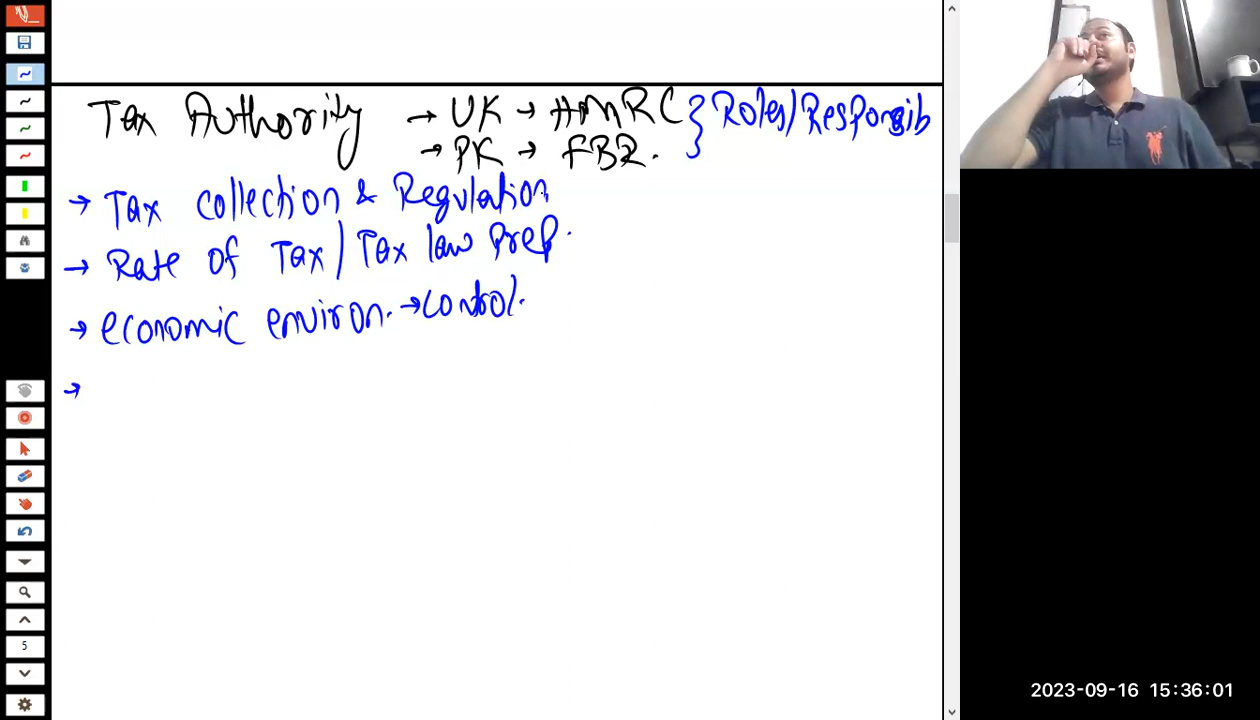 Tax Authority → UK → HMRC } Roles/Responsib
→ PK → FBR.
→ Tax collection & Regulation
→ Rate of Tax / Tax law Prep.
→ economic environ. → control.
→
5
2023-09-16 15:36:01